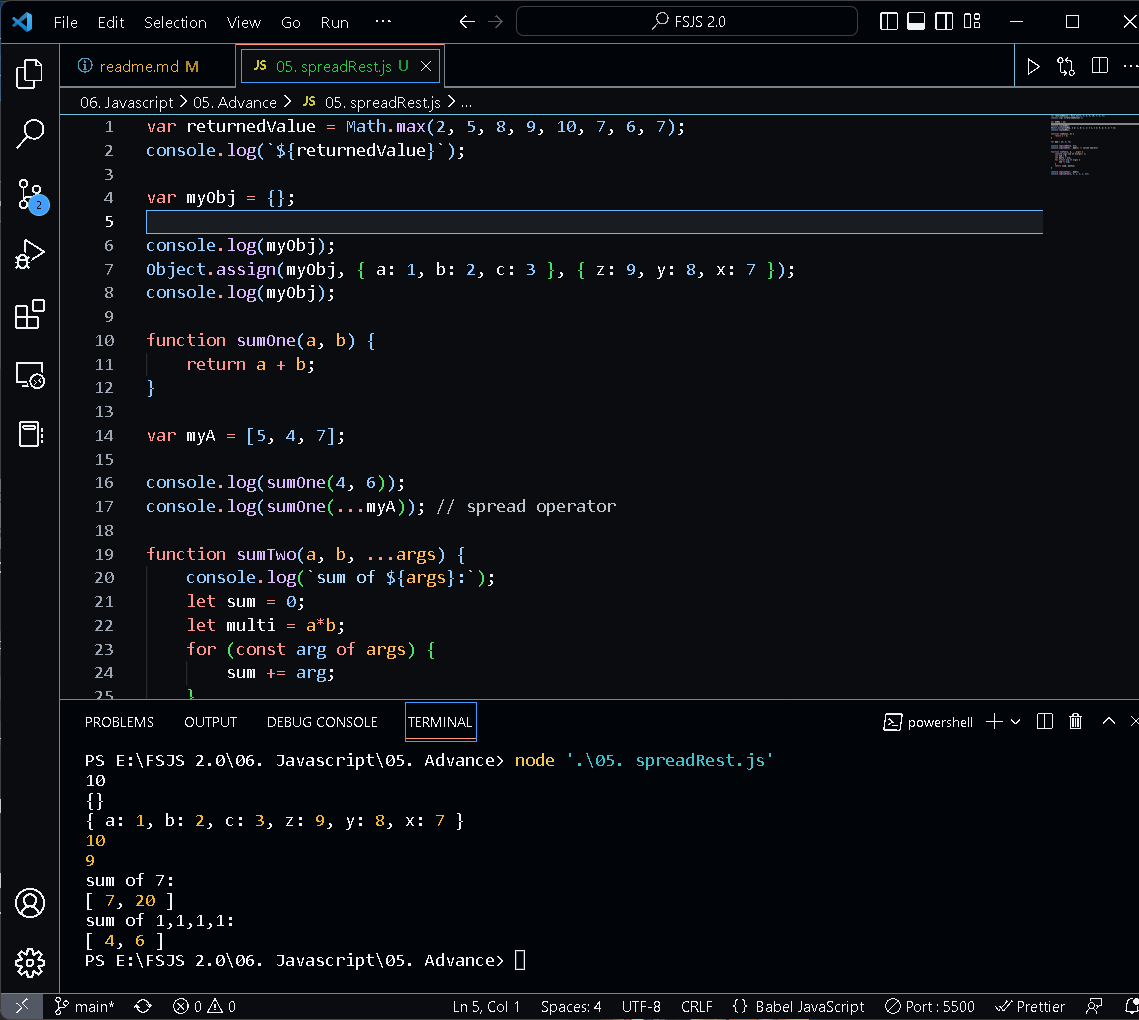 File Edit Selection View Go Run ··· FSJS 2.0
readme.md M JS 05. spreadRest.js U
06. Javascript > 05. Advance > JS 05. spreadRest.js > ...
1 var returnedValue = Math.max(2, 5, 8, 9, 10, 7, 6, 7);
2 console.log(`${returnedValue}`);
3
4 var myObj = {};
5
6 console.log(myObj);
7 Object.assign(myObj, { a: 1, b: 2, c: 3 }, { z: 9, y: 8, x: 7 });
8 console.log(myObj);
9
10 function sumOne(a, b) {
11     return a + b;
12 }
13
14 var myA = [5, 4, 7];
15
16 console.log(sumOne(4, 6));
17 console.log(sumOne(...myA)); // spread operator
18
19 function sumTwo(a, b, ...args) {
20     console.log(`sum of ${args}:`);
21     let sum = 0;
22     let multi = a*b;
23     for (const arg of args) {
24         sum += arg;
25     }
PROBLEMS OUTPUT DEBUG CONSOLE TERMINAL powershell
PS E:\FSJS 2.0\06. Javascript\05. Advance> node '.\05. spreadRest.js'
10
{}
{ a: 1, b: 2, c: 3, z: 9, y: 8, x: 7 }
10
9
sum of 7:
[ 7, 20 ]
sum of 1,1,1,1:
[ 4, 6 ]
PS E:\FSJS 2.0\06. Javascript\05. Advance>
2
main* 0 0 Ln 5, Col 1 Spaces: 4 UTF-8 CRLF {} Babel JavaScript Port : 5500 Prettier